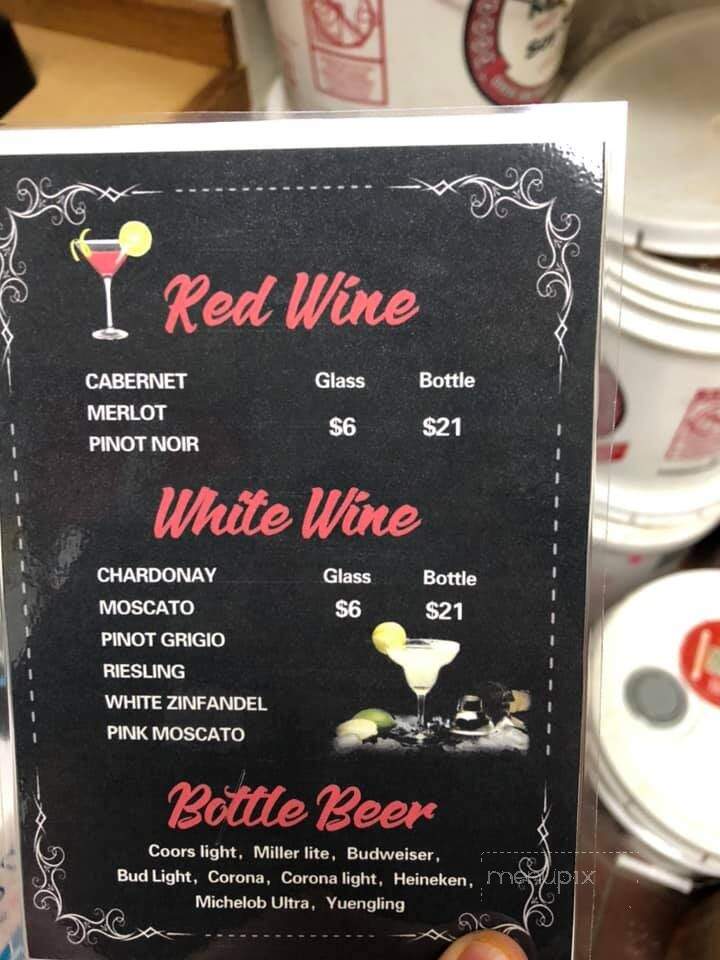 Red Wine
CABERNET Glass Bottle
MERLOT
$6 $21
PINOT NOIR
White Wine
CHARDONAY Glass Bottle
MOSCATO $6 $21
PINOT GRIGIO
RIESLING
WHITE ZINFANDEL
PINK MOSCATO
Bottle Beer
Coors light, Miller lite, Budweiser,
Bud Light, Corona, Corona light, Heineken,
Michelob Ultra, Yuengling
menupix